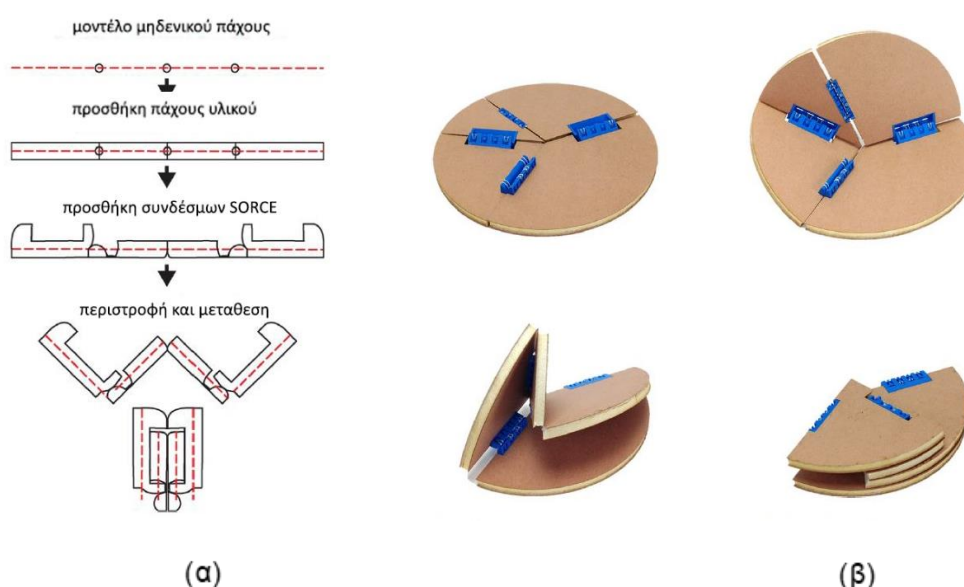 μοντέλο μηδενικού πάχους
προσθήκη πάχους υλικού
προσθήκη συνδέσμων SORCE
περιστροφή και μεταθεση
(α)
(β)